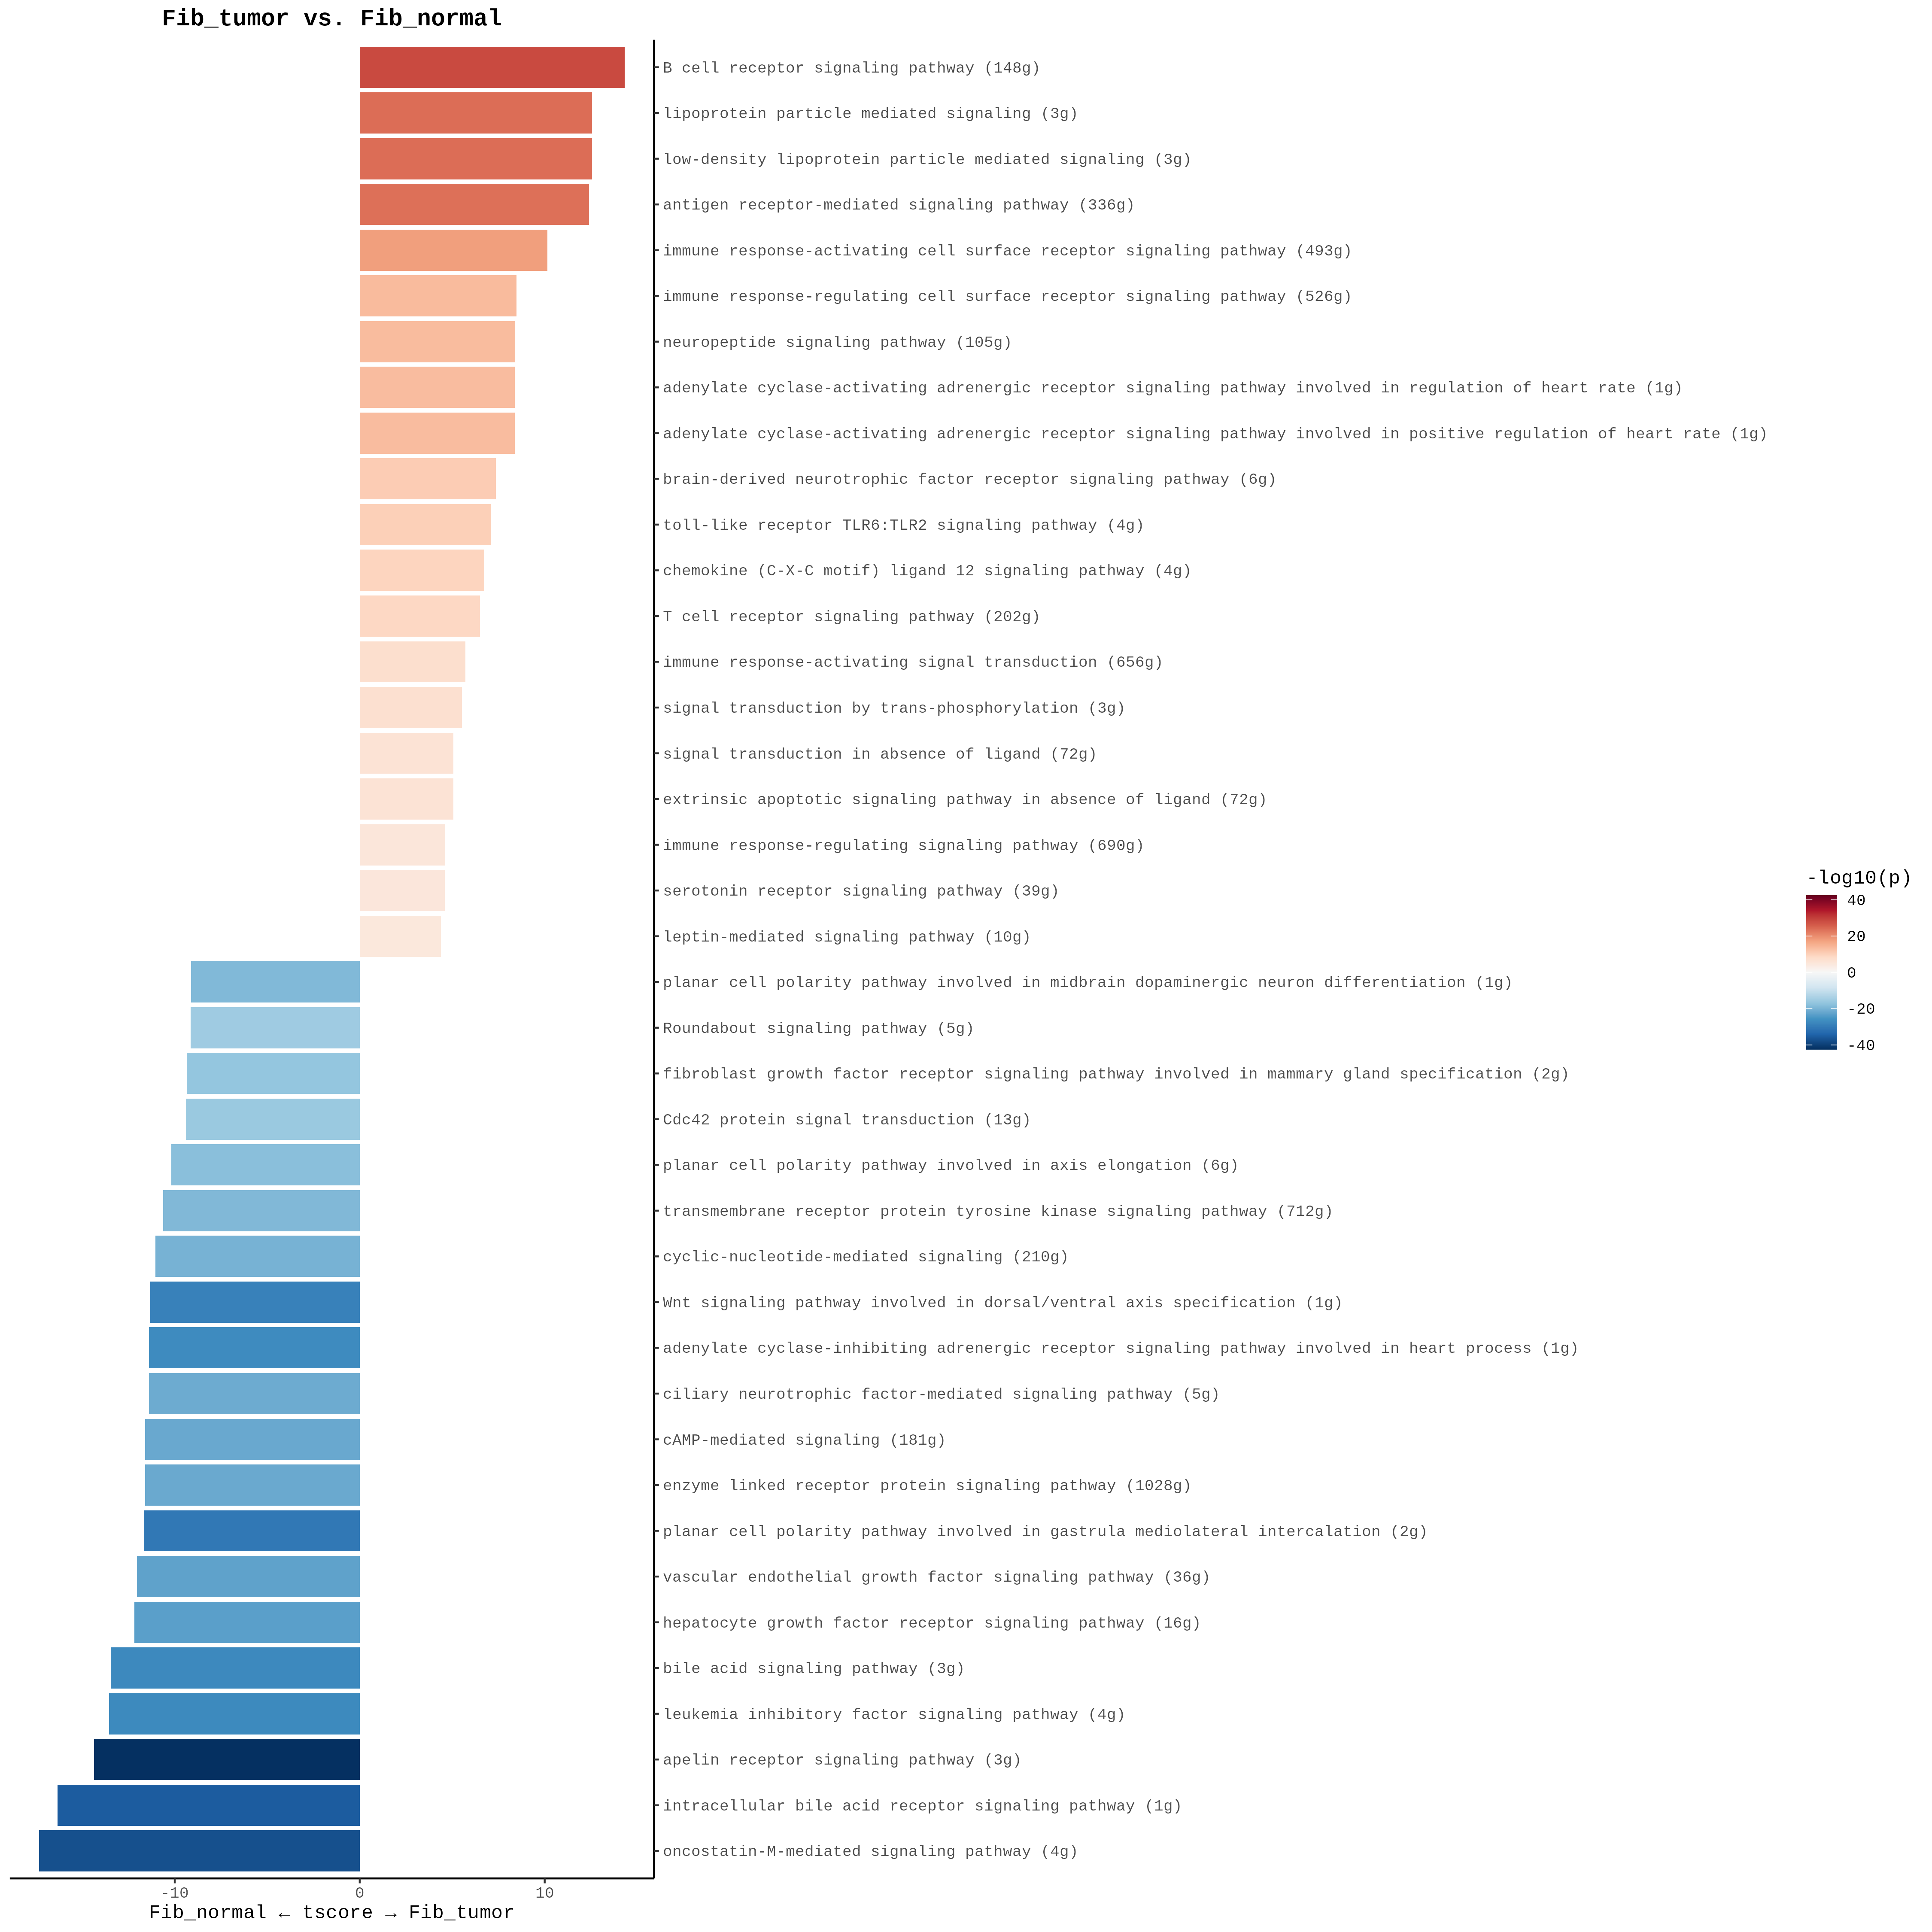 Fib_tumor vs. Fib_normal
B cell receptor signaling pathway (148g)
lipoprotein particle mediated signaling (3g)
low-density lipoprotein particle mediated signaling (3g)
antigen receptor-mediated signaling pathway (336g)
immune response-activating cell surface receptor signaling pathway (493g)
immune response-regulating cell surface receptor signaling pathway (526g)
neuropeptide signaling pathway (105g)
adenylate cyclase-activating adrenergic receptor signaling pathway involved in regulation of heart rate (1g)
adenylate cyclase-activating adrenergic receptor signaling pathway involved in positive regulation of heart rate (1g)
brain-derived neurotrophic factor receptor signaling pathway (6g)
toll-like receptor TLR6:TLR2 signaling pathway (4g)
chemokine (C-X-C motif) ligand 12 signaling pathway (4g)
T cell receptor signaling pathway (202g)
immune response-activating signal transduction (656g)
signal transduction by trans-phosphorylation (3g)
signal transduction in absence of ligand (72g)
extrinsic apoptotic signaling pathway in absence of ligand (72g)
immune response-regulating signaling pathway (690g)
serotonin receptor signaling pathway (39g)
leptin-mediated signaling pathway (10g)
planar cell polarity pathway involved in midbrain dopaminergic neuron differentiation (1g)
Roundabout signaling pathway (5g)
fibroblast growth factor receptor signaling pathway involved in mammary gland specification (2g)
Cdc42 protein signal transduction (13g)
planar cell polarity pathway involved in axis elongation (6g)
transmembrane receptor protein tyrosine kinase signaling pathway (712g)
cyclic-nucleotide-mediated signaling (210g)
Wnt signaling pathway involved in dorsal/ventral axis specification (1g)
adenylate cyclase-inhibiting adrenergic receptor signaling pathway involved in heart process (1g)
ciliary neurotrophic factor-mediated signaling pathway (5g)
cAMP-mediated signaling (181g)
enzyme linked receptor protein signaling pathway (1028g)
planar cell polarity pathway involved in gastrula mediolateral intercalation (2g)
vascular endothelial growth factor signaling pathway (36g)
hepatocyte growth factor receptor signaling pathway (16g)
bile acid signaling pathway (3g)
leukemia inhibitory factor signaling pathway (4g)
apelin receptor signaling pathway (3g)
intracellular bile acid receptor signaling pathway (1g)
oncostatin-M-mediated signaling pathway (4g)
-10 0 10
Fib_normal ← tscore → Fib_tumor
-log10(p)
40
20
0
-20
-40